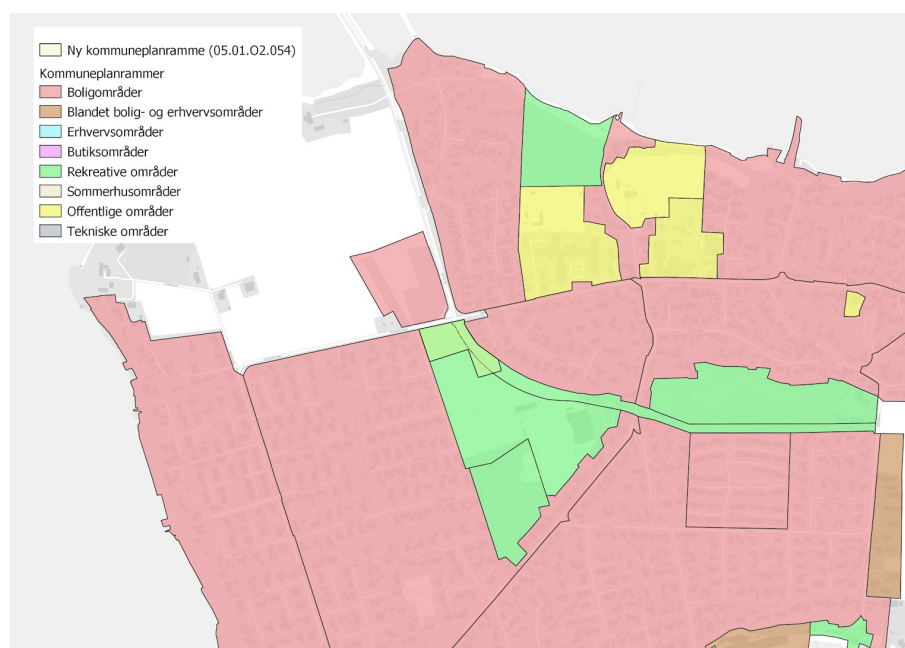 Ny kommuneplanramme (05.01.O2.054)
Kommuneplanrammer
Boligområder
Blandet bolig- og erhvervsområder
Erhvervsområder
Butiksområder
Rekreative områder
Sommerhusområder
Offentlige områder
Tekniske områder